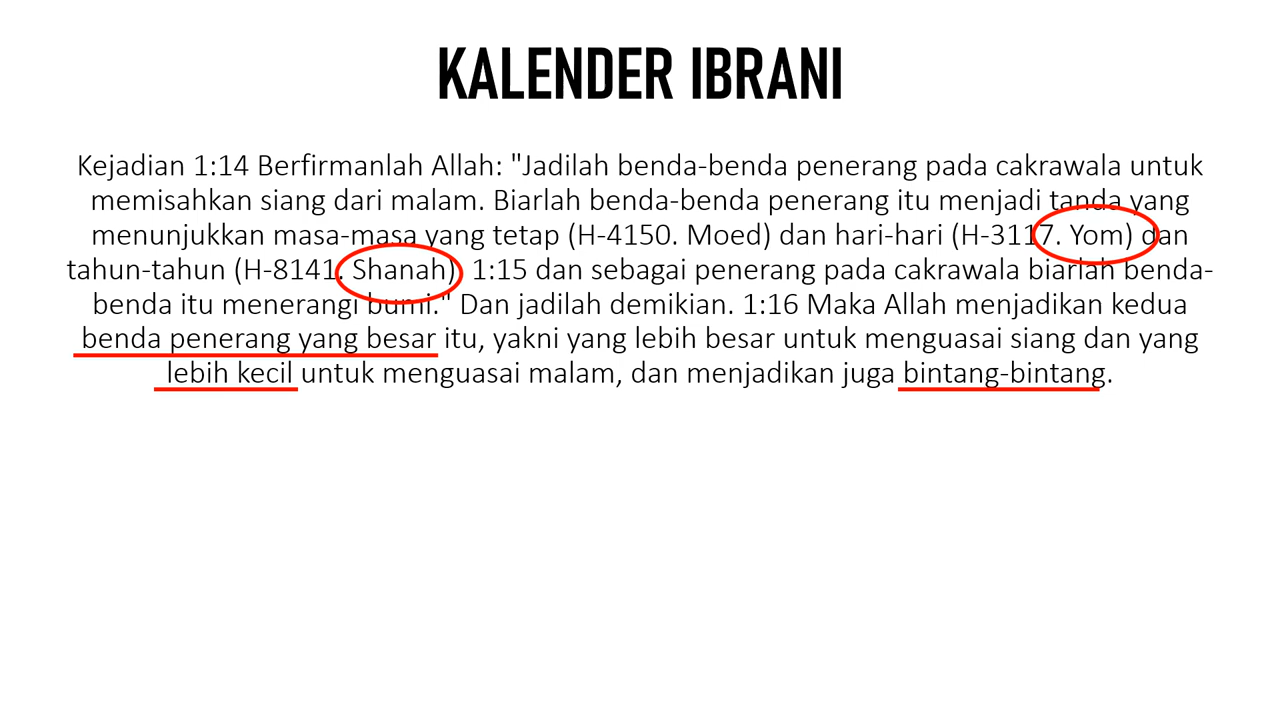 KALENDER IBRANI
Kejadian 1:14 Berfirmanlah Allah: "Jadilah benda-benda penerang pada cakrawala untuk
memisahkan siang dari malam. Biarlah benda-benda penerang itu menjadi tanda yang
menunjukkan masa-masa yang tetap (H-4150. Moed) dan hari-hari (H-3117. Yom) dan
tahun-tahun (H-8141. Shanah), 1:15 dan sebagai penerang pada cakrawala biarlah benda-
benda itu menerangi bumi." Dan jadilah demikian. 1:16 Maka Allah menjadikan kedua
benda penerang yang besar itu, yakni yang lebih besar untuk menguasai siang dan yang
lebih kecil untuk menguasai malam, dan menjadikan juga bintang-bintang.